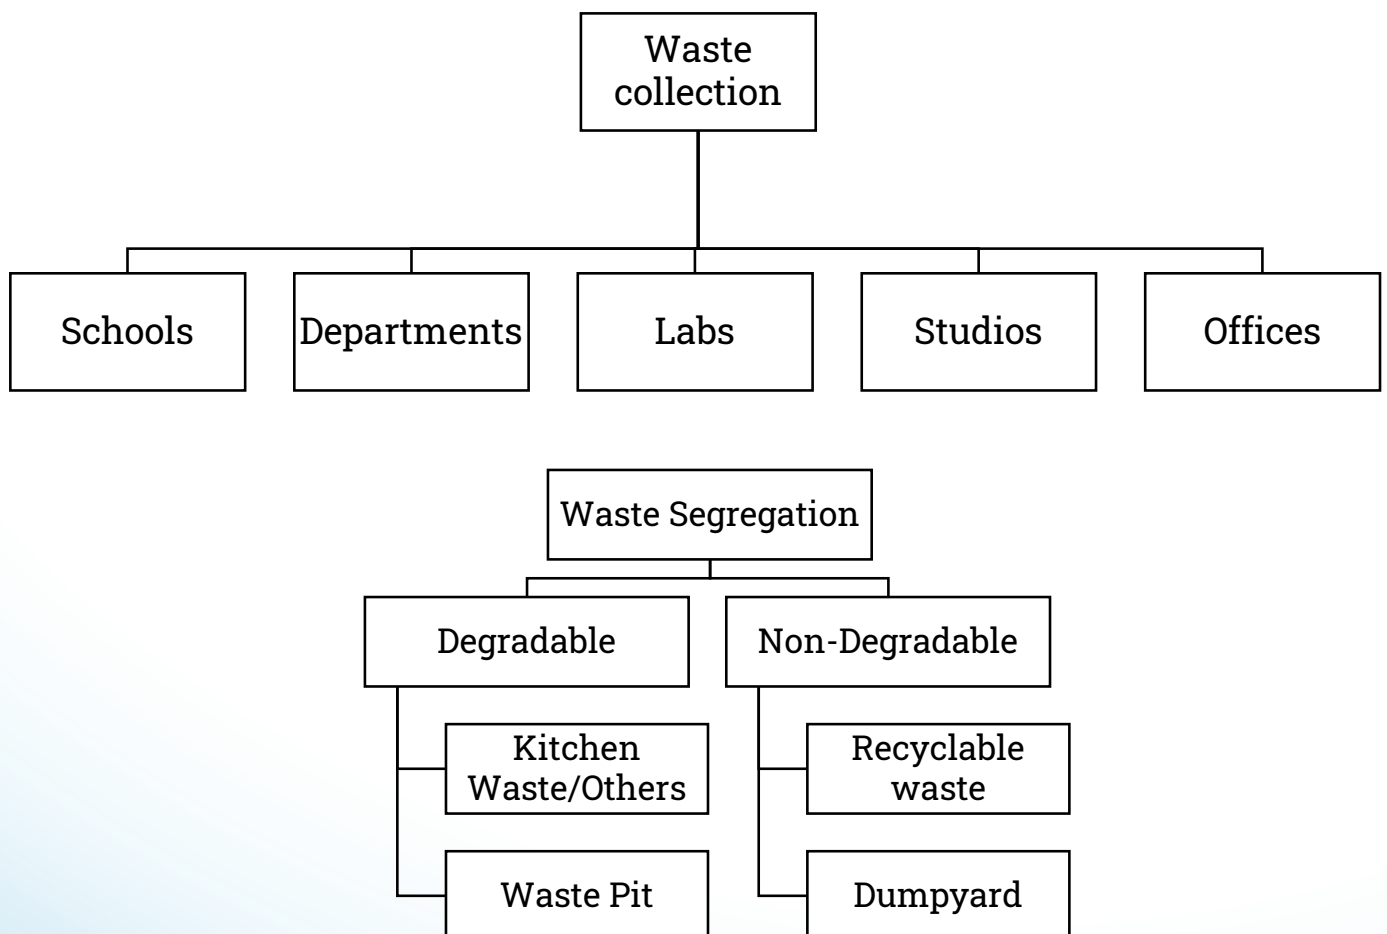 Waste
collection
Schools
Departments
Labs
Studios
Offices
Waste Segregation
Degradable
Non-Degradable
Kitchen
Waste/Others
Recyclable
waste
Waste Pit
Dumpyard